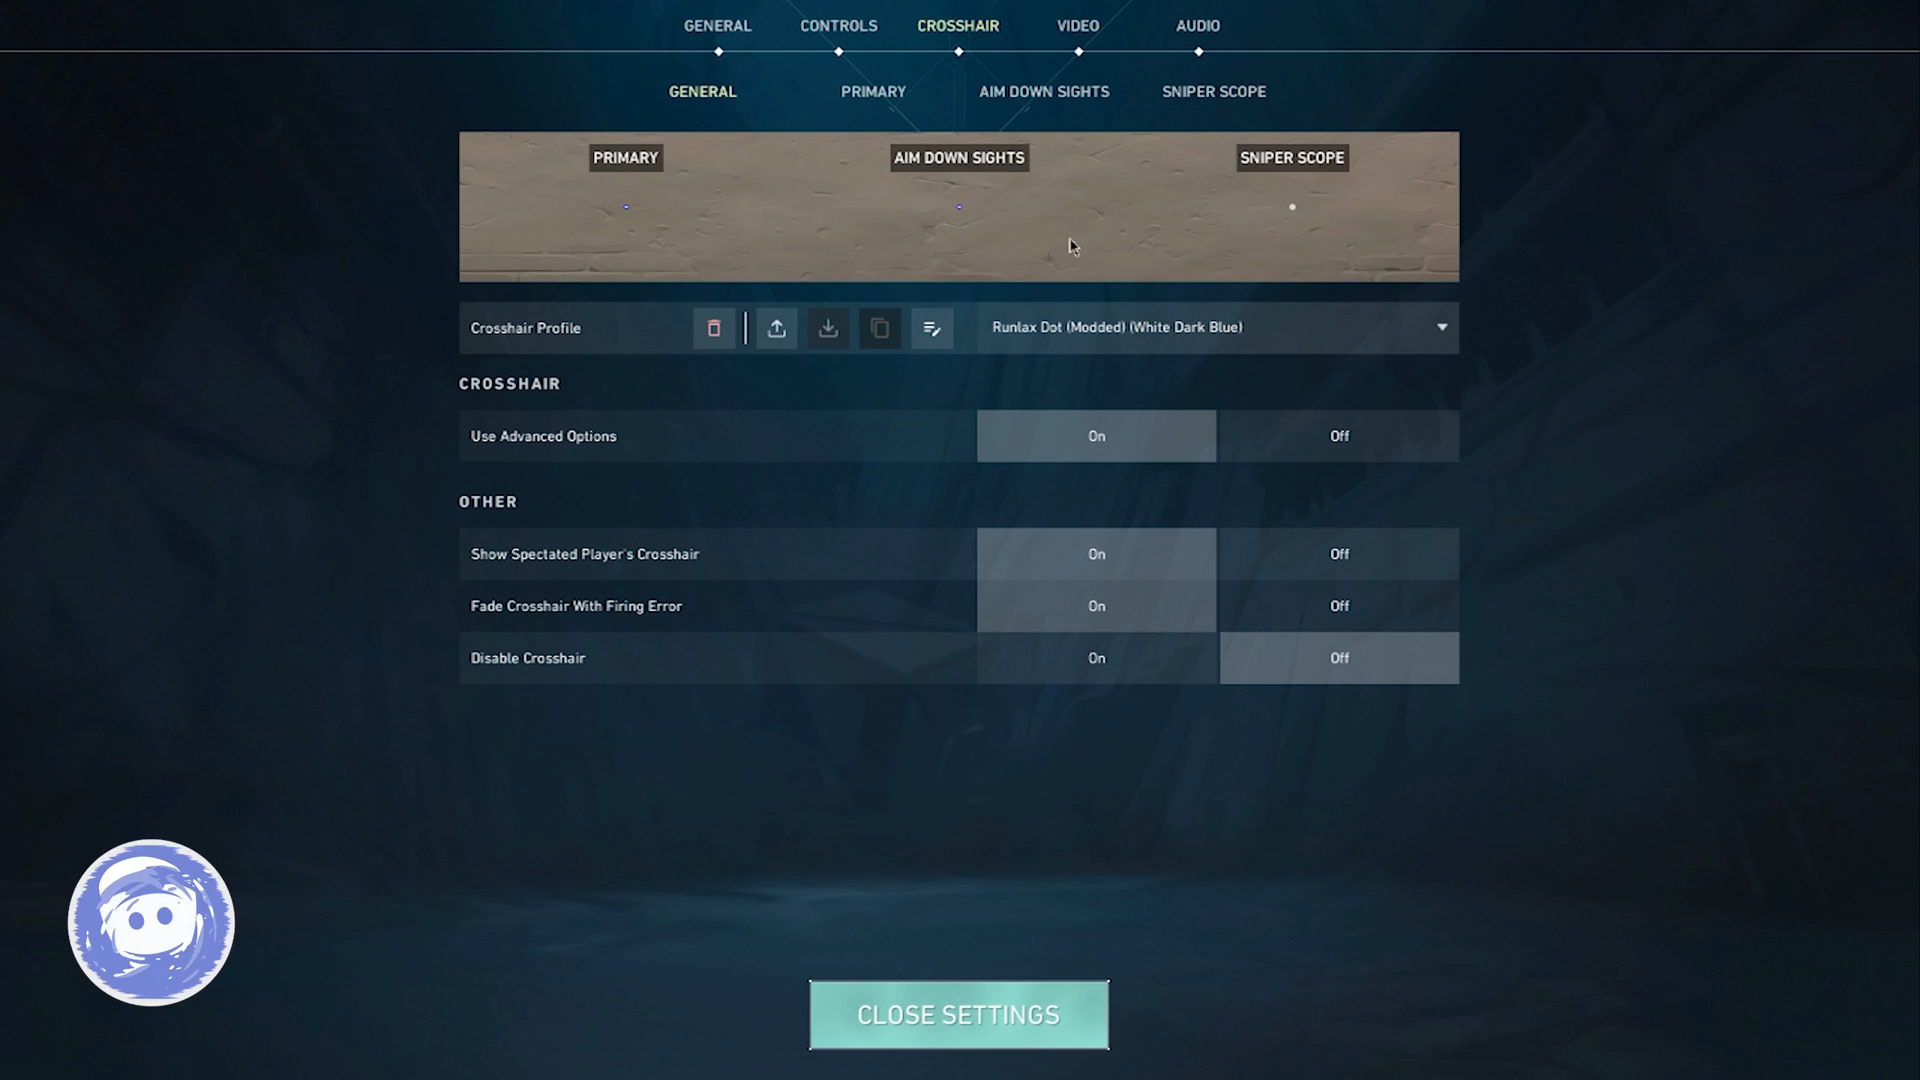 GENERAL CONTROLS CROSSHAIR VIDEO AUDIO
GENERAL PRIMARY AIM DOWN SIGHTS SNIPER SCOPE
PRIMARY AIM DOWN SIGHTS SNIPER SCOPE
Crosshair Profile Runlax Dot (Modded) (White Dark Blue)
CROSSHAIR
Use Advanced Options On Off
OTHER
Show Spectated Player's Crosshair On Off
Fade Crosshair With Firing Error On Off
Disable Crosshair On Off
CLOSE SETTINGS